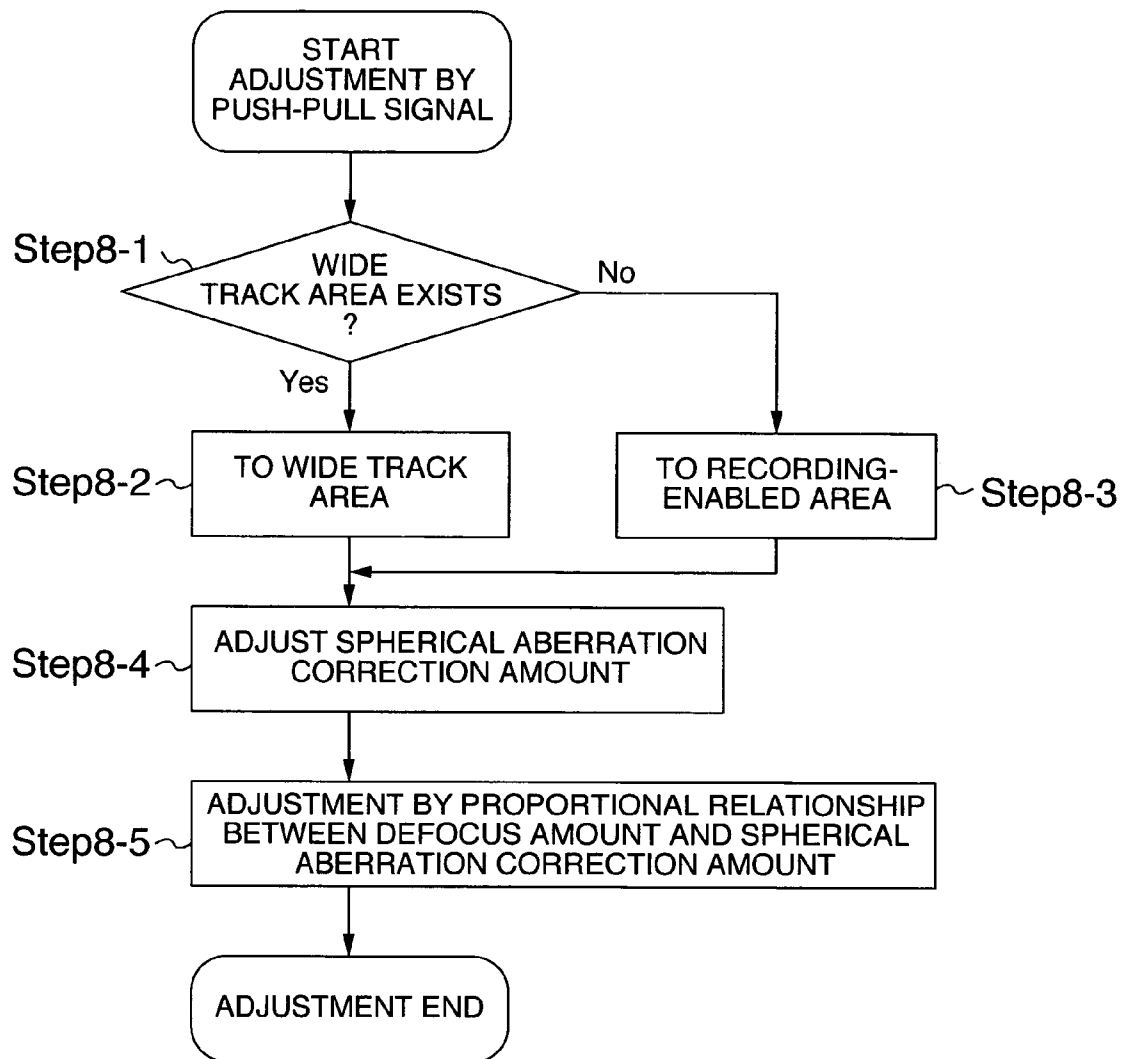 START
ADJUSTMENT BY
PUSH-PULL SIGNAL
Step8-1
WIDE
TRACK AREA EXISTS
?
No
Yes
Step8-2
TO WIDE TRACK
AREA
TO RECORDING-
ENABLED AREA
Step8-3
Step8-4
ADJUST SPHERICAL ABERRATION
CORRECTION AMOUNT
Step8-5
ADJUSTMENT BY PROPORTIONAL RELATIONSHIP
BETWEEN DEFOCUS AMOUNT AND SPHERICAL
ABERRATION CORRECTION AMOUNT
ADJUSTMENT END